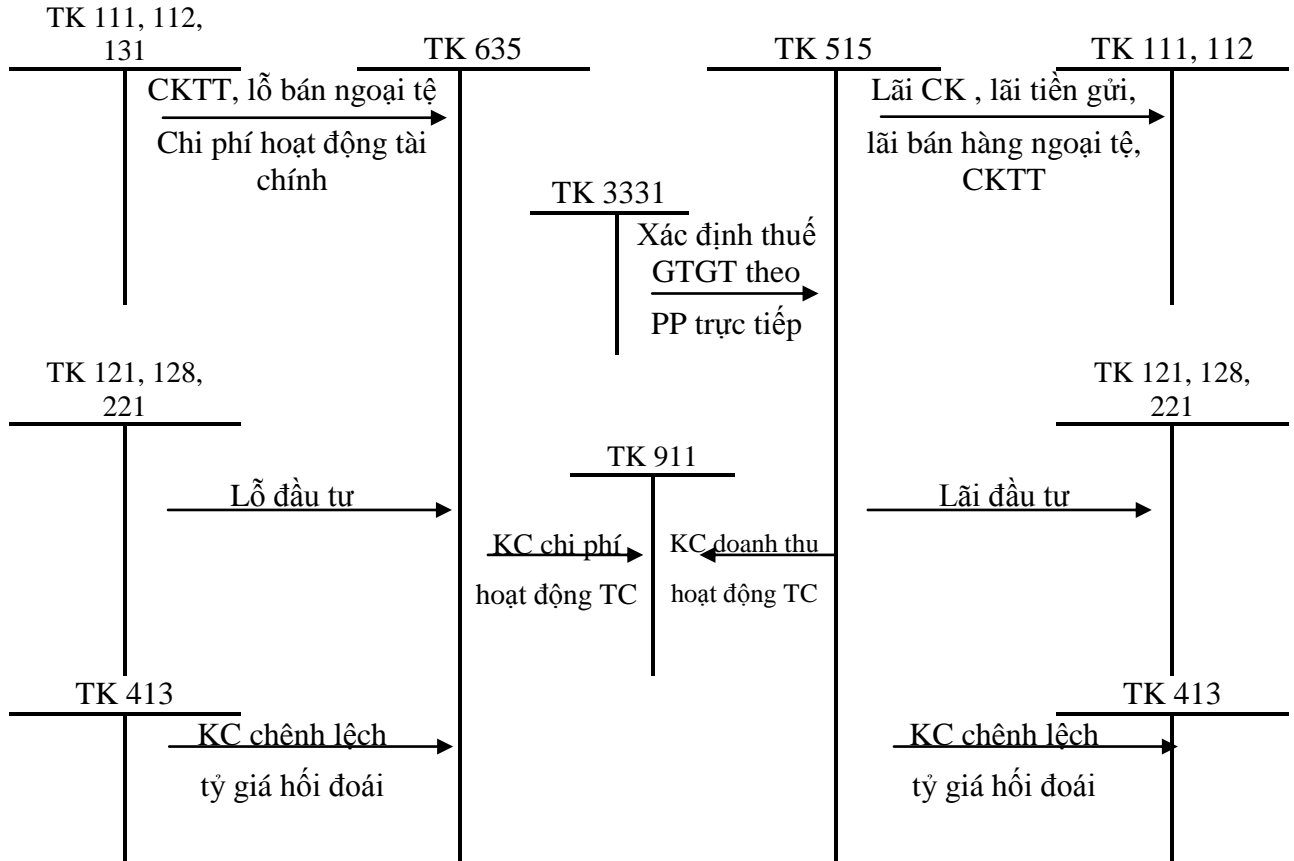 TK 111, 112,
131
TK 635
TK 515
TK 111, 112
CKTT, lỗ bán ngoại tệ
Chi phí hoạt động tài
chính
Lãi CK , lãi tiền gửi,
lãi bán hàng ngoại tệ,
CKTT
TK 3331
Xác định thuế
GTGT theo
PP trực tiếp
TK 121, 128,
221
TK 121, 128,
221
TK 911
Lỗ đầu tư
Lãi đầu tư
KC chi phí
hoạt động TC
KC doanh thu
hoạt động TC
TK 413
TK 413
KC chênh lệch
tỷ giá hối đoái
KC chênh lệch
tỷ giá hối đoái